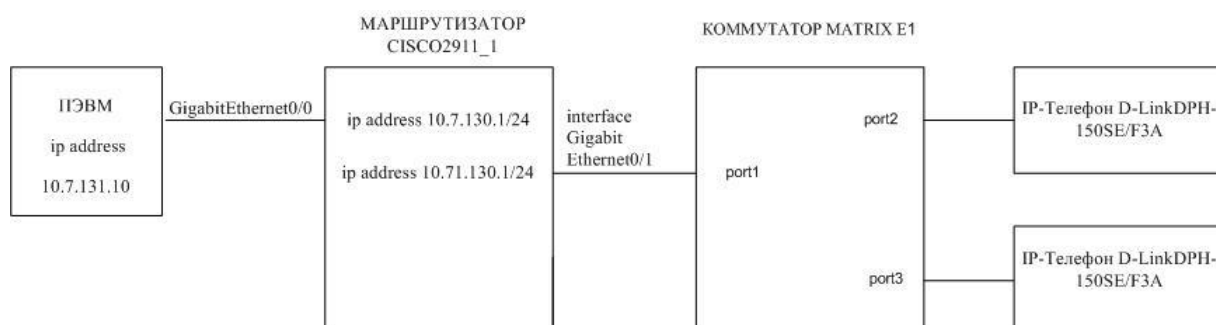 МАРШРУТИЗАТОР
CISCO2911_1
КОММУТАТОР MATRIX E1
ПЭВМ
ip address
10.7.131.10
GigabitEthernet0/0
ip address 10.7.130.1/24
ip address 10.71.130.1/24
interface
Gigabit
Ethernet0/1
port1
port2
port3
IP-Телефон D-LinkDPH-
150SE/F3A
IP-Телефон D-LinkDPH-
150SE/F3A